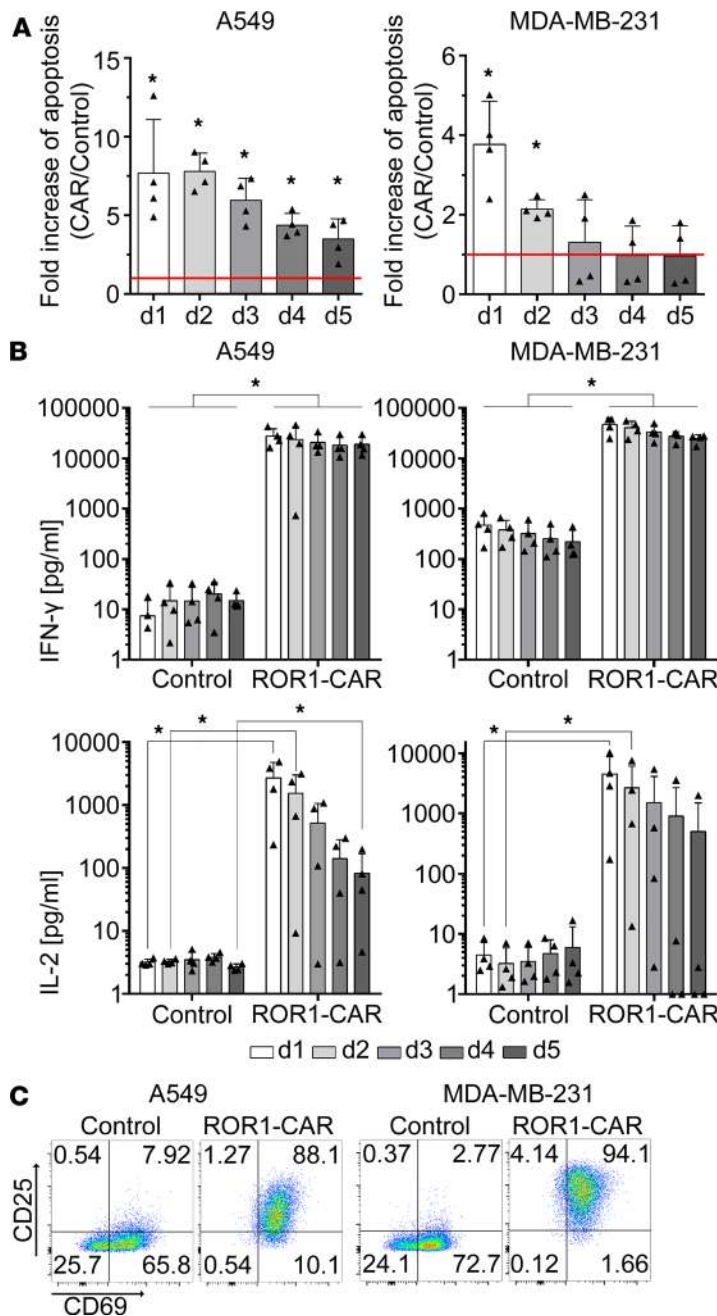 A
A549
MDA-MB-231
Fold increase of apoptosis
(CAR/Control)
15
10
5
0
*
*
*
*
*
d1 d2 d3 d4 d5
Fold increase of apoptosis
(CAR/Control)
6
4
2
0
*
*
d1 d2 d3 d4 d5
B
A549
MDA-MB-231
*
*
IFN-γ [pg/ml]
100000
10000
1000
100
10
1
Control ROR1-CAR
100000
10000
1000
100
10
1
Control ROR1-CAR
* * *
* *
IL-2 [pg/ml]
10000
1000
100
10
1
Control ROR1-CAR
10000
1000
100
10
1
Control ROR1-CAR
d1 d2 d3 d4 d5
C
A549
MDA-MB-231
Control ROR1-CAR Control ROR1-CAR
0.54 7.92 1.27 88.1 0.37 2.77 4.14 94.1
25.7 65.8 0.54 10.1 24.1 72.7 0.12 1.66
CD25
CD69